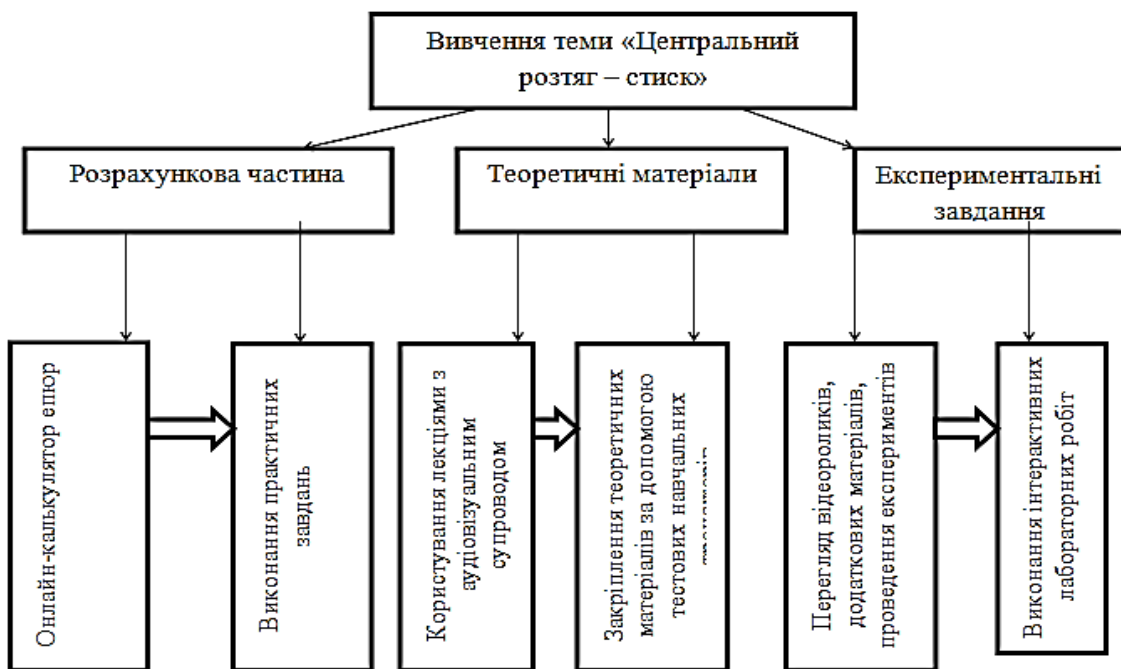 Вивчення теми «Центральний
розтяг – стиск»
Розрахункова частина
Теоретичні матеріали
Експериментальні
завдання
Онлайн-калькулятор епюр
Виконання практичних
завдань
Користування лекціями з
аудіовізуальним
супроводом
Закріплення теоретичних
матеріалів за допомогою
тестових навчальних
Перегляд відеороликів,
додаткових матеріалів,
проведення експериментів
Виконання інтерактивних
лабораторних робіт